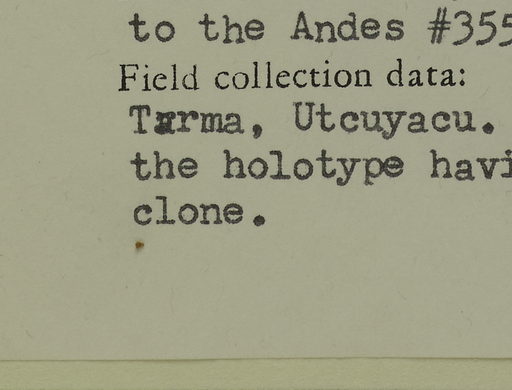 to the Andes #355
Field collection data:
Tarma, Utcuyacu.
the holotype havi
clone.